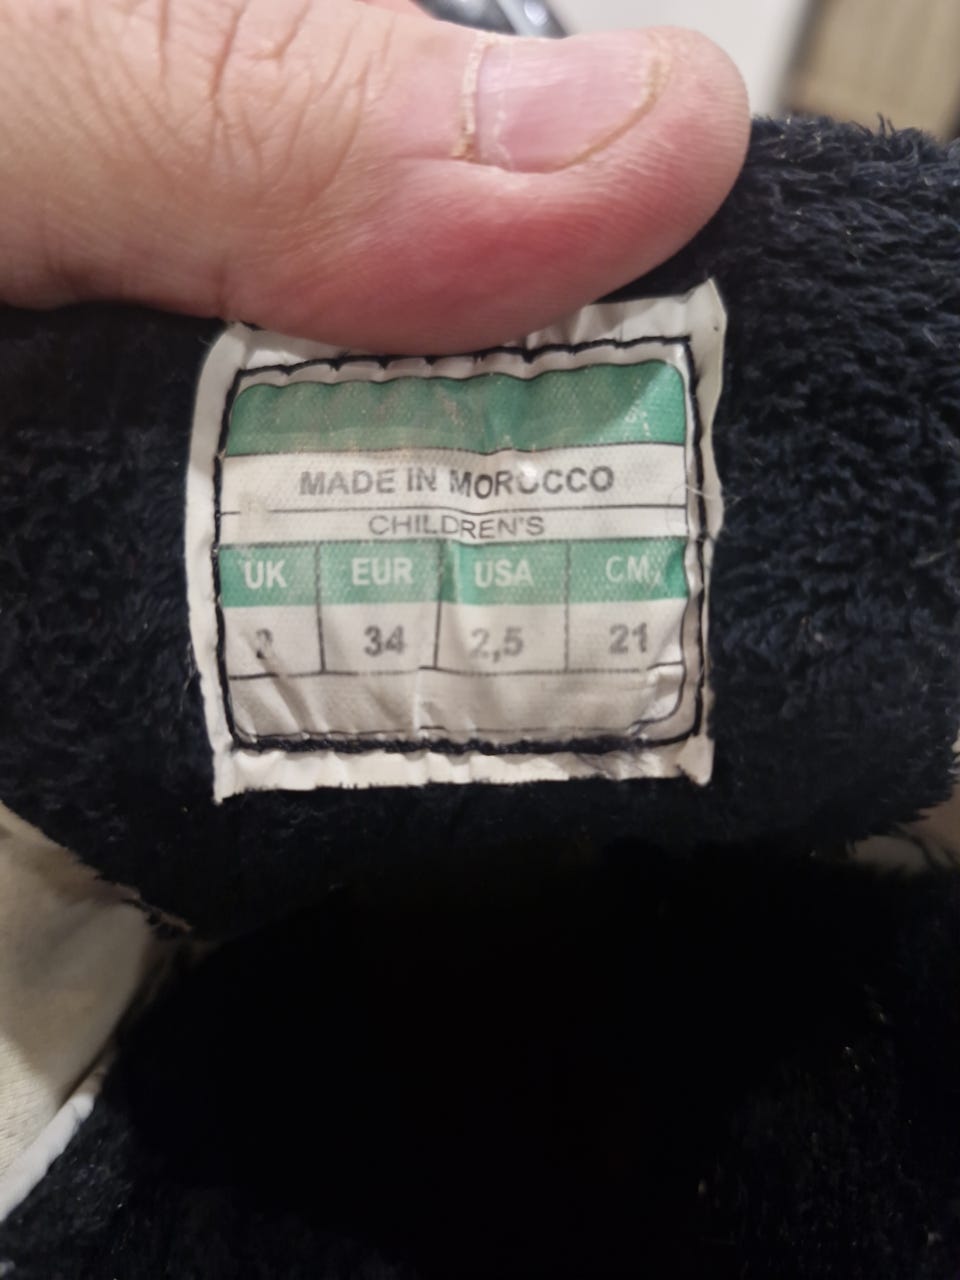 MADE IN MOROCCO
CHILDREN'S
UK EUR USA CM.
34 2,5 21